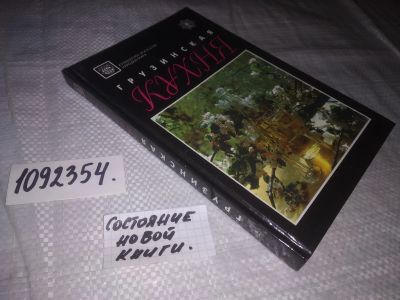 ГРУЗИНСКАЯ
КУХНЯ
ГРУЗИНСКАЯ
1092354.
СОСТОЯНИЕ
НОВОЙ
КНИГИ.